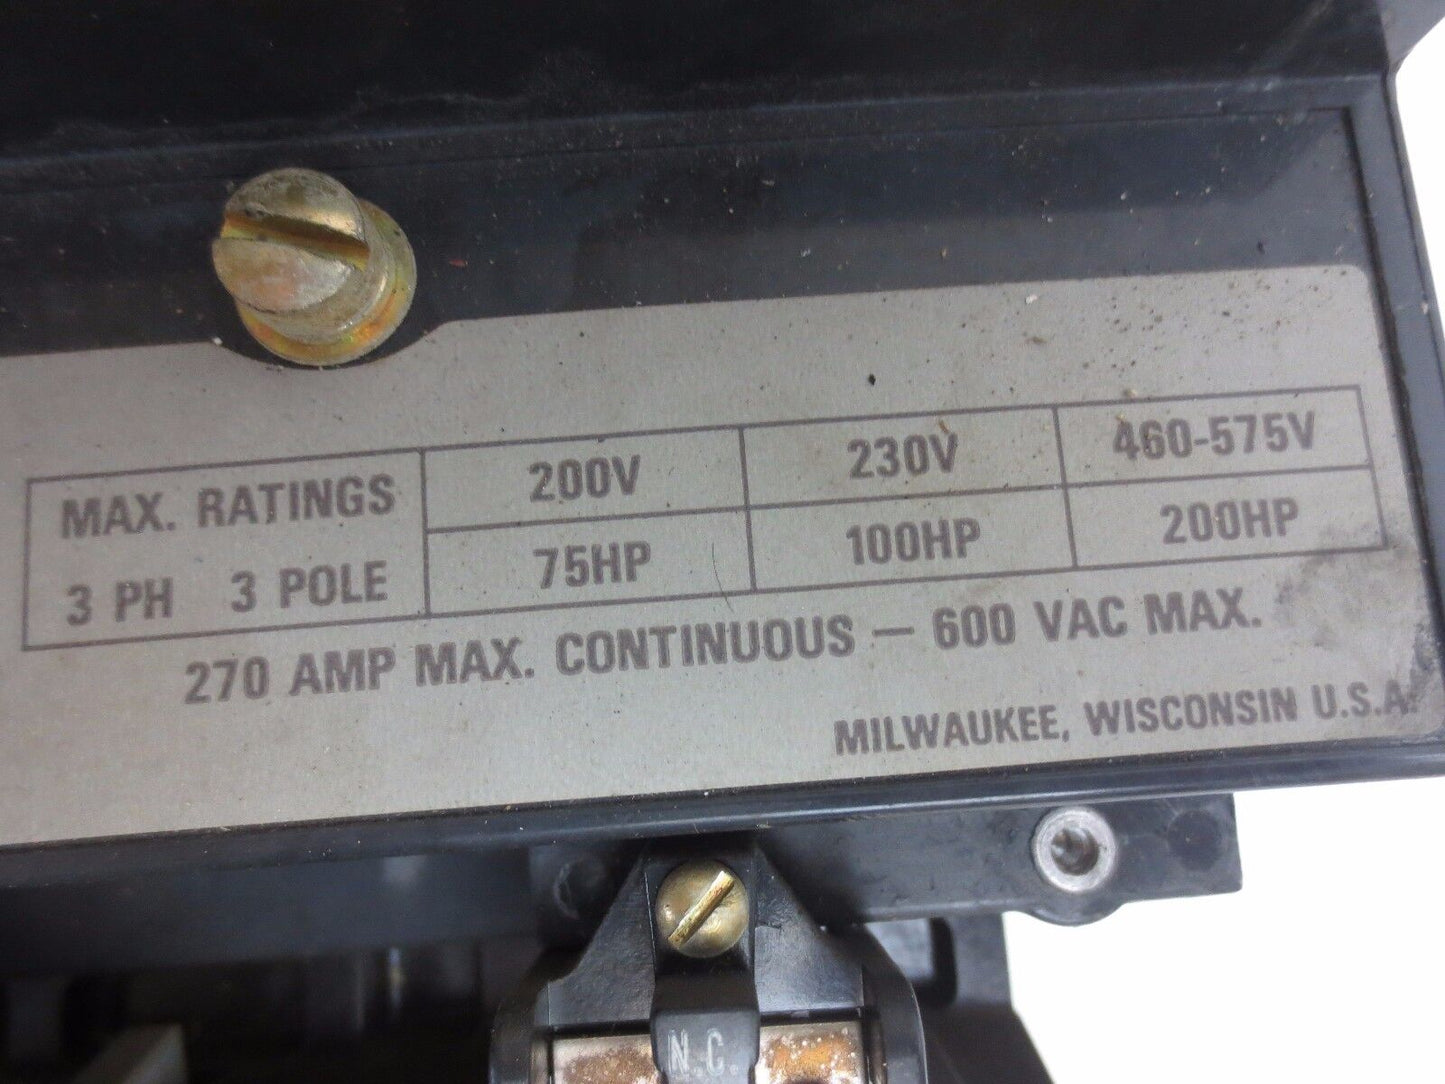 MAX. RATINGS 200V 230V 460-575V
3 PH 3 POLE 75HP 100HP 200HP
270 AMP MAX. CONTINUOUS — 600 VAC MAX.
MILWAUKEE, WISCONSIN U.S.A.
N.C.